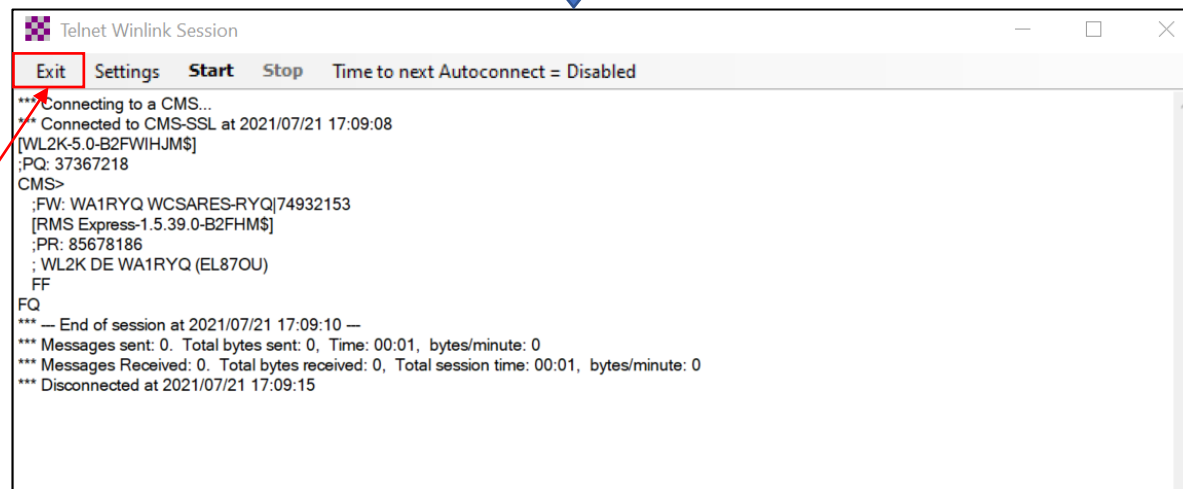 Telnet Winlink Session
Exit Settings Start Stop Time to next Autoconnect = Disabled
*** Connecting to a CMS...
*** Connected to CMS-SSL at 2021/07/21 17:09:08
[WL2K-5.0-B2FWIHJM$]
;PQ: 37367218
CMS>
;FW: WA1RYQ WCSARES-RYQ|74932153
[RMS Express-1.5.39.0-B2FHM$]
;PR: 85678186
; WL2K DE WA1RYQ (EL87OU)
FF
FQ
*** --- End of session at 2021/07/21 17:09:10 ---
*** Messages sent: 0. Total bytes sent: 0, Time: 00:01, bytes/minute: 0
*** Messages Received: 0. Total bytes received: 0, Total session time: 00:01, bytes/minute: 0
*** Disconnected at 2021/07/21 17:09:15